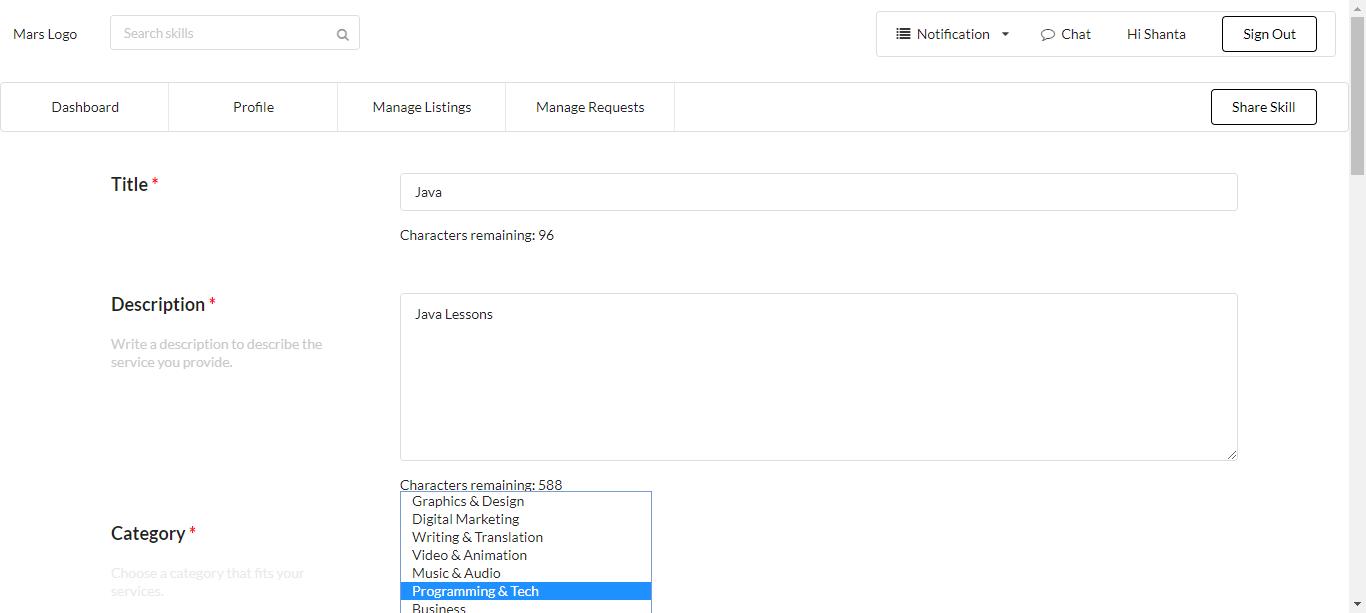 Mars Logo
Search skills
Notification
Chat
Hi Shanta
Sign Out
Dashboard
Profile
Manage Listings
Manage Requests
Share Skill
Title *
Java
Characters remaining: 96
Description *
Write a description to describe the
service you provide.
Java Lessons
Characters remaining: 588
Category *
Choose a category that fits your
services.
Graphics & Design
Digital Marketing
Writing & Translation
Video & Animation
Music & Audio
Programming & Tech
Business